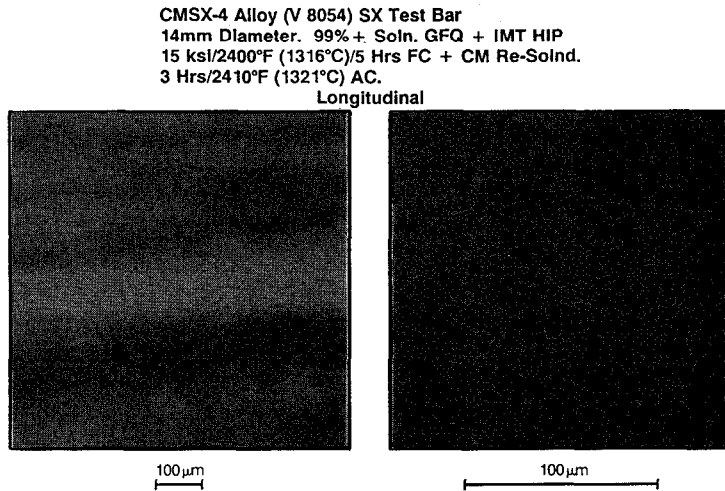 CMSX-4 Alloy (V 8054) SX Test Bar
14mm Diameter. 99%+ Soln. GFQ + IMT HIP
15 ksi/2400°F (1316°C)/5 Hrs FC + CM Re-Solnd.
3 Hrs/2410°F (1321°C) AC.
Longitudinal
100μm
100μm